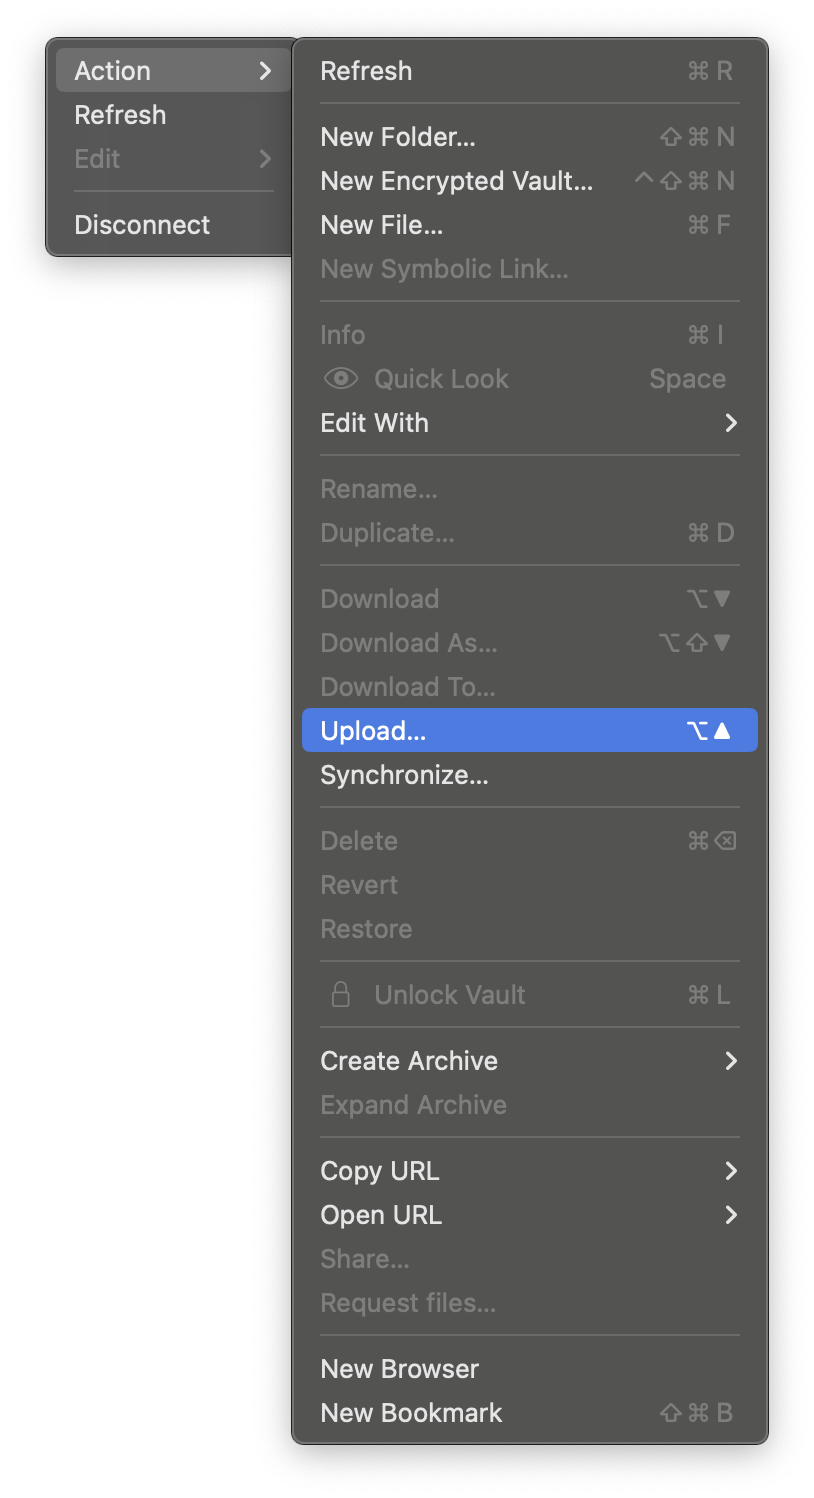 Action
Refresh
Edit
Disconnect
Refresh ⌘ R
New Folder... ⇧ ⌘ N
New Encrypted Vault... ^ ⇧ ⌘ N
New File... ⌘ F
New Symbolic Link...
Info ⌘ I
Quick Look Space
Edit With
Rename...
Duplicate... ⌘ D
Download ⌥ ▼
Download As... ⌥ ⇧ ▼
Download To...
Upload... ⌥ ▲
Synchronize...
Delete ⌘ ⌫
Revert
Restore
Unlock Vault ⌘ L
Create Archive
Expand Archive
Copy URL
Open URL
Share...
Request files...
New Browser
New Bookmark ⇧ ⌘ B